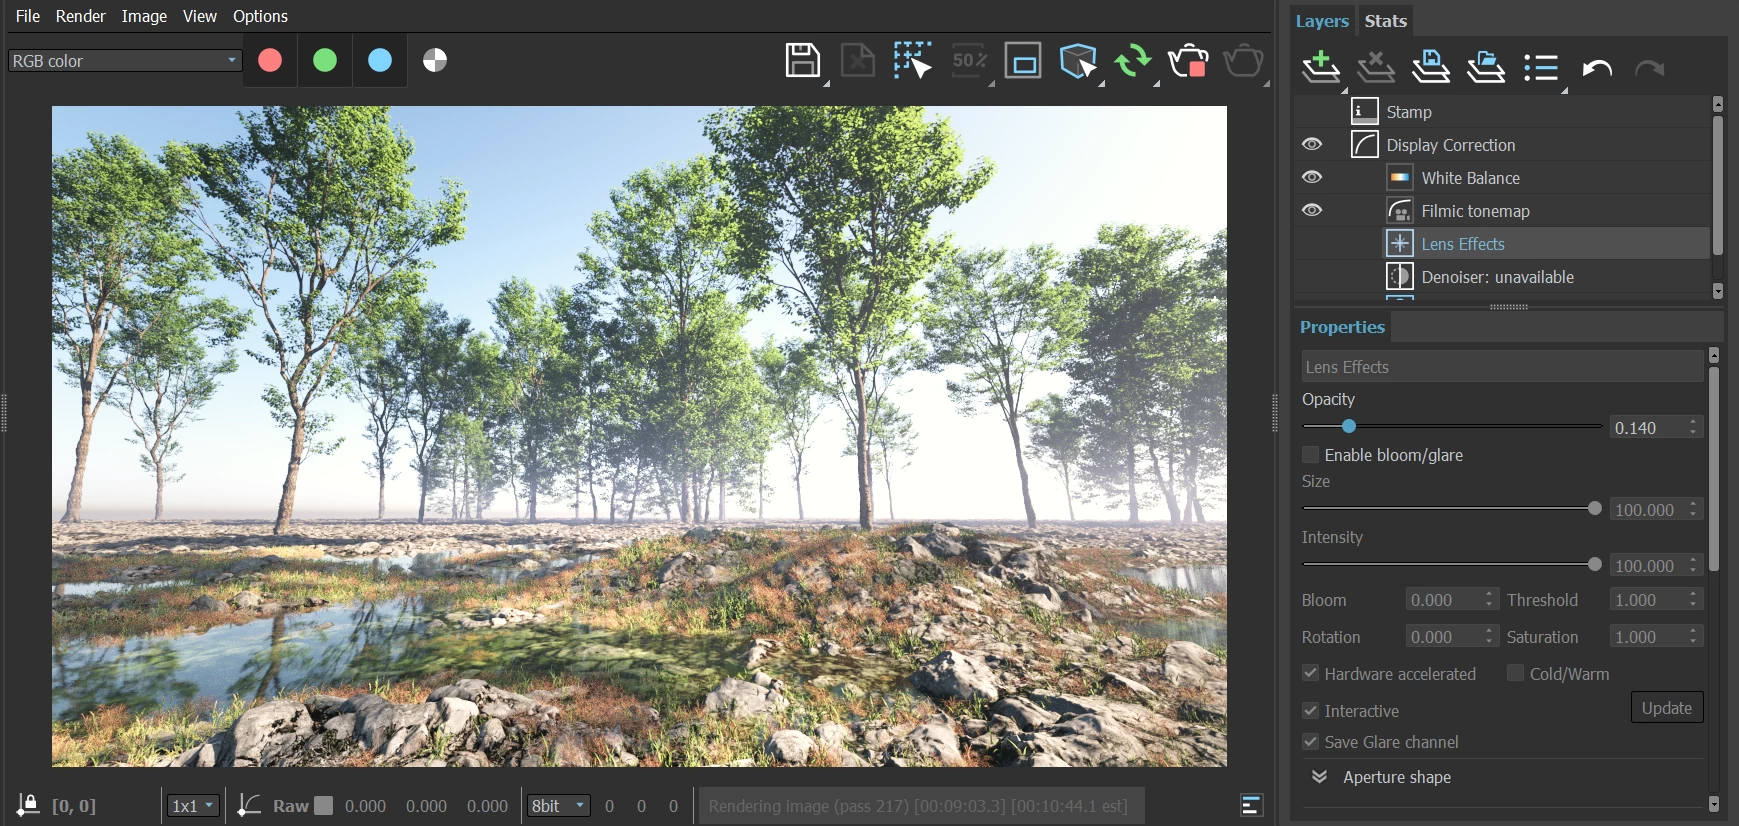 File Render Image View Options
RGB color
50%
Layers Stats
Stamp
Display Correction
White Balance
Filmic tonemap
Lens Effects
Denoiser: unavailable
Properties
Lens Effects
Opacity
0.140
Enable bloom/glare
Size
100.000
Intensity
100.000
Bloom 0.000 Threshold 1.000
Rotation 0.000 Saturation 1.000
Hardware accelerated Cold/Warm
Interactive Update
Save Glare channel
Aperture shape
[0, 0] 1x1 Raw 0.000 0.000 0.000 8bit 0 0 0 Rendering image (pass 217) [00:09:03.3] [00:10:44.1 est]